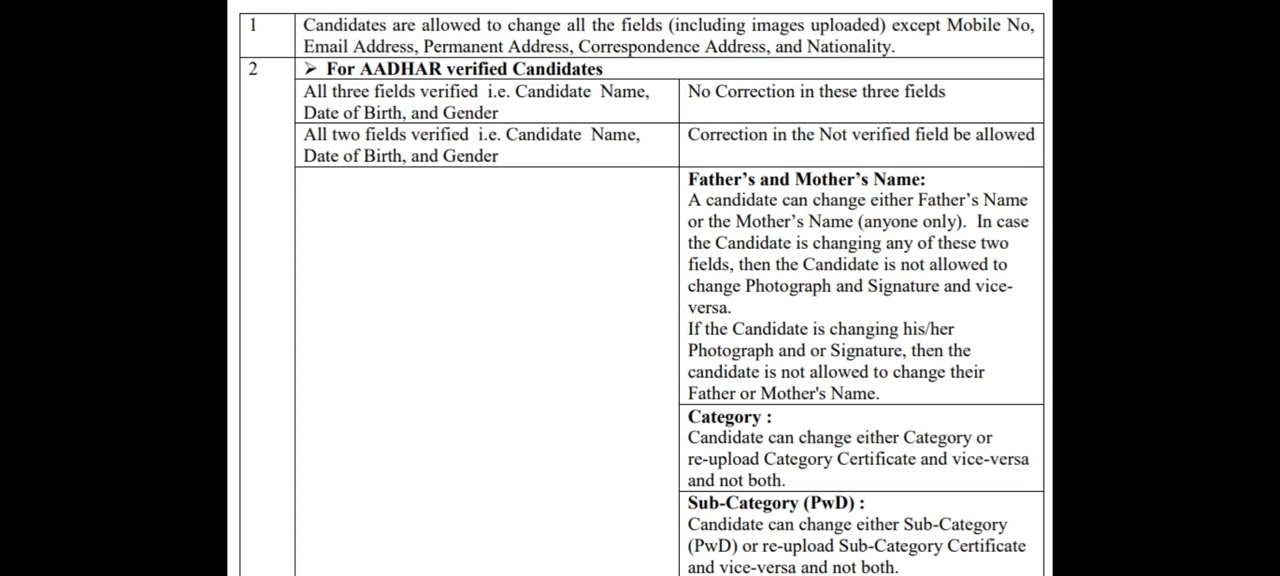 1
Candidates are allowed to change all the fields (including images uploaded) except Mobile No,
Email Address, Permanent Address, Correspondence Address, and Nationality.
2
➢ For AADHAR verified Candidates
All three fields verified i.e. Candidate Name,
Date of Birth, and Gender
No Correction in these three fields
All two fields verified i.e. Candidate Name,
Date of Birth, and Gender
Correction in the Not verified field be allowed
Father’s and Mother’s Name:
A candidate can change either Father’s Name
or the Mother’s Name (anyone only). In case
the Candidate is changing any of these two
fields, then the Candidate is not allowed to
change Photograph and Signature and vice-
versa.
If the Candidate is changing his/her
Photograph and or Signature, then the
candidate is not allowed to change their
Father or Mother's Name.
Category :
Candidate can change either Category or
re-upload Category Certificate and vice-versa
and not both.
Sub-Category (PwD) :
Candidate can change either Sub-Category
(PwD) or re-upload Sub-Category Certificate
and vice-versa and not both.